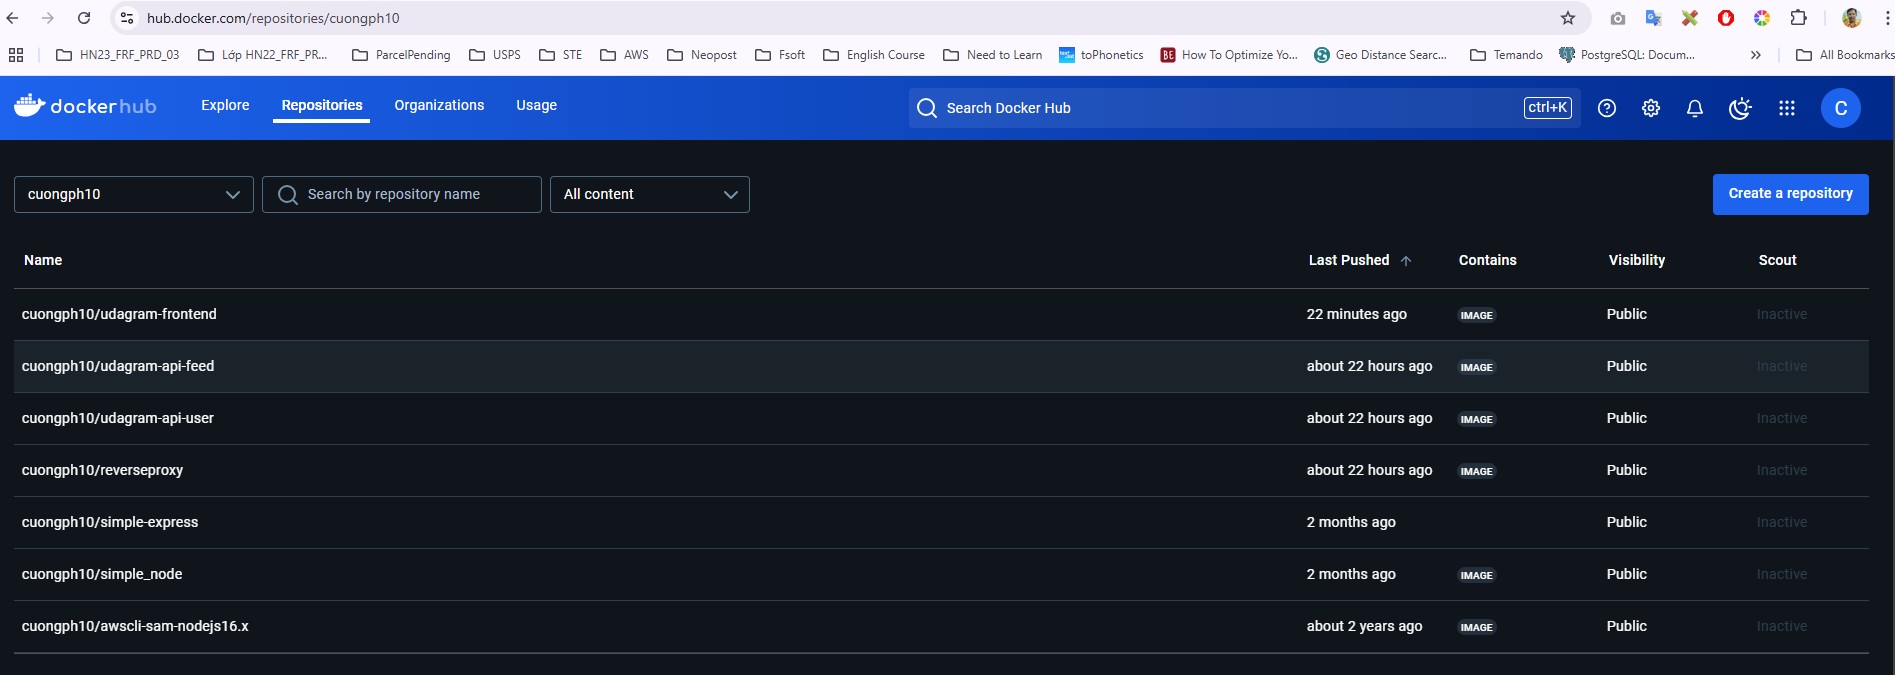 hub.docker.com/repositories/cuongph10
HN23_FRF_PRD_03 Lớp HN22_FRF_PR... ParcelPending USPS STE AWS Neopost Fsoft English Course Need to Learn toPhonetics BE How To Optimize Yo... Geo Distance Searc... Temando PostgreSQL: Docum... » All Bookmarks
dockerhub Explore Repositories Organizations Usage Search Docker Hub ctrl+K C
cuongph10 Search by repository name All content Create a repository
Name Last Pushed Contains Visibility Scout
cuongph10/udagram-frontend 22 minutes ago IMAGE Public Inactive
cuongph10/udagram-api-feed about 22 hours ago IMAGE Public Inactive
cuongph10/udagram-api-user about 22 hours ago IMAGE Public Inactive
cuongph10/reverseproxy about 22 hours ago IMAGE Public Inactive
cuongph10/simple-express 2 months ago Public Inactive
cuongph10/simple_node 2 months ago IMAGE Public Inactive
cuongph10/awscli-sam-nodejs16.x about 2 years ago IMAGE Public Inactive